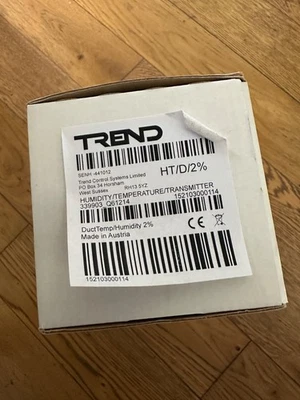 TREND
SENH :441012
Trend Control Systems Limited
PO Box 34 Horsham
West Sussex RH13 5YZ
HT/D/2%
HUMIDITY/TEMPERATURE/TRANSMITTER
339903 Q61214 152103000114
DuctTemp/Humidity 2%
Made in Austria
CE
152103000114